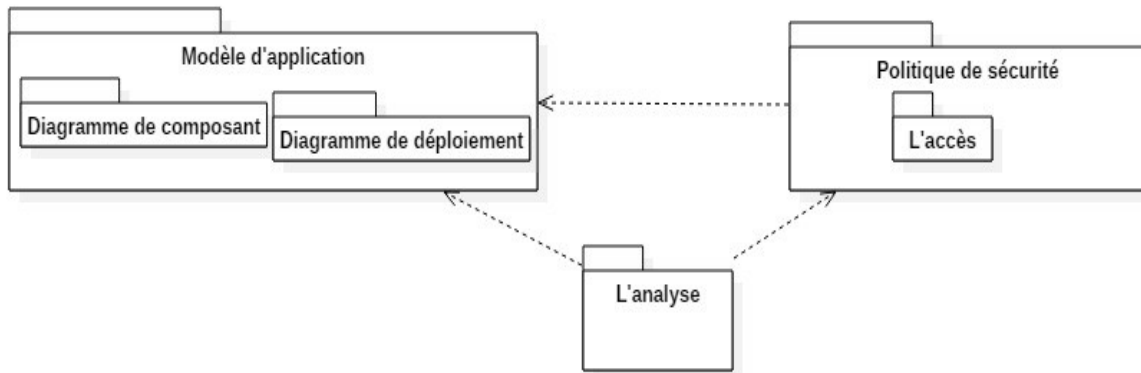 Modèle d'application
Diagramme de composant
Diagramme de déploiement
Politique de sécurité
L'accès
L'analyse